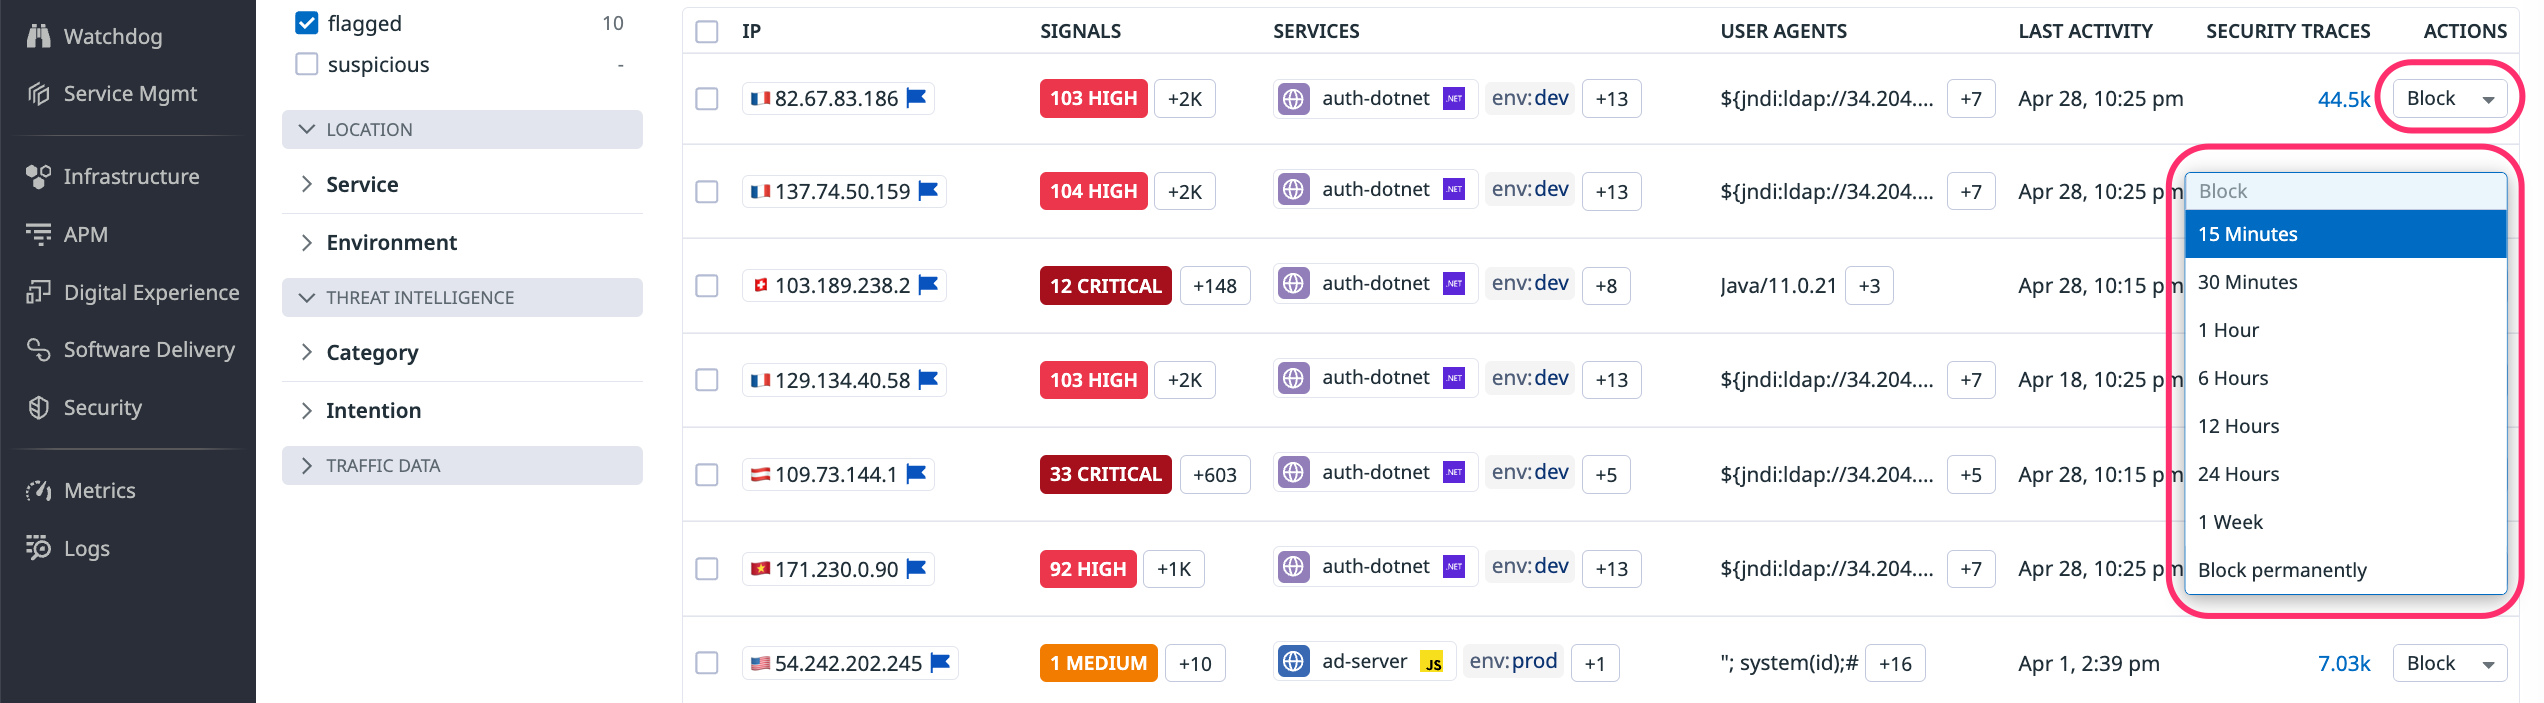 Watchdog
Service Mgmt
Infrastructure
APM
Digital Experience
Software Delivery
Security
Metrics
Logs
flagged 10
suspicious -
LOCATION
Service
Environment
THREAT INTELLIGENCE
Category
Intention
TRAFFIC DATA
IP SIGNALS SERVICES USER AGENTS LAST ACTIVITY SECURITY TRACES ACTIONS
82.67.83.186 103 HIGH +2K auth-dotnet .NET env:dev +13 ${jndi:ldap://34.204.... +7 Apr 28, 10:25 pm 44.5k Block
137.74.50.159 104 HIGH +2K auth-dotnet .NET env:dev +13 ${jndi:ldap://34.204.... +7 Apr 28, 10:25 pm
103.189.238.2 12 CRITICAL +148 auth-dotnet .NET env:dev +8 Java/11.0.21 +3 Apr 28, 10:15 pm
129.134.40.58 103 HIGH +2K auth-dotnet .NET env:dev +13 ${jndi:ldap://34.204.... +7 Apr 18, 10:25 pm
109.73.144.1 33 CRITICAL +603 auth-dotnet .NET env:dev +5 ${jndi:ldap://34.204.... +5 Apr 28, 10:15 pm
171.230.0.90 92 HIGH +1K auth-dotnet .NET env:dev +13 ${jndi:ldap://34.204.... +7 Apr 28, 10:25 pm
54.242.202.245 1 MEDIUM +10 ad-server JS env:prod +1 "; system(id);# +16 Apr 1, 2:39 pm 7.03k Block
Block
15 Minutes
30 Minutes
1 Hour
6 Hours
12 Hours
24 Hours
1 Week
Block permanently